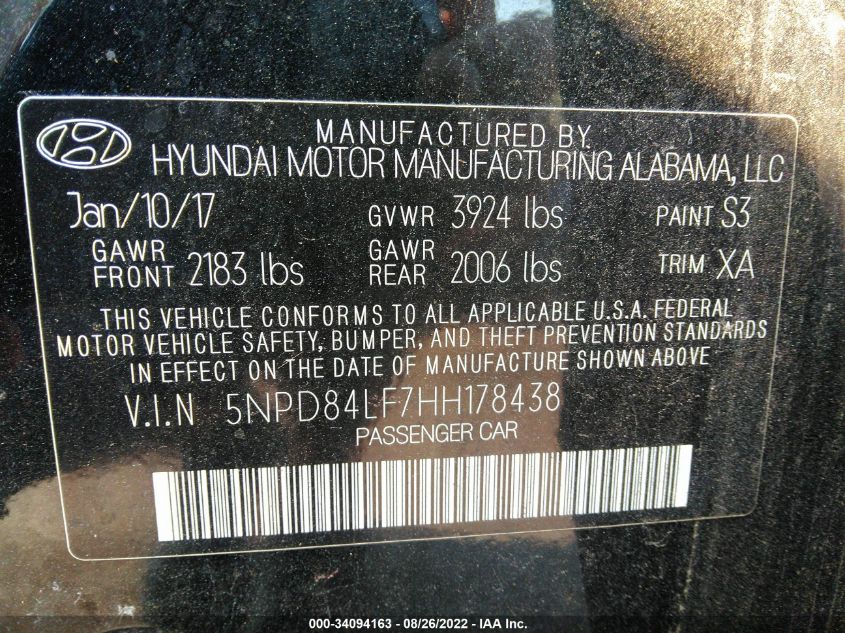 MANUFACTURED BY
HYUNDAI MOTOR MANUFACTURING ALABAMA, LLC
Jan/10/17 GVWR 3924 lbs PAINT S3
GAWR FRONT 2183 lbs GAWR REAR 2006 lbs TRIM XA
THIS VEHICLE CONFORMS TO ALL APPLICABLE U.S.A. FEDERAL
MOTOR VEHICLE SAFETY, BUMPER, AND THEFT PREVENTION STANDARDS
IN EFFECT ON THE DATE OF MANUFACTURE SHOWN ABOVE
V.I.N 5NPD84LF7HH178438
PASSENGER CAR
000-34094163 - 08/26/2022 - IAA Inc.